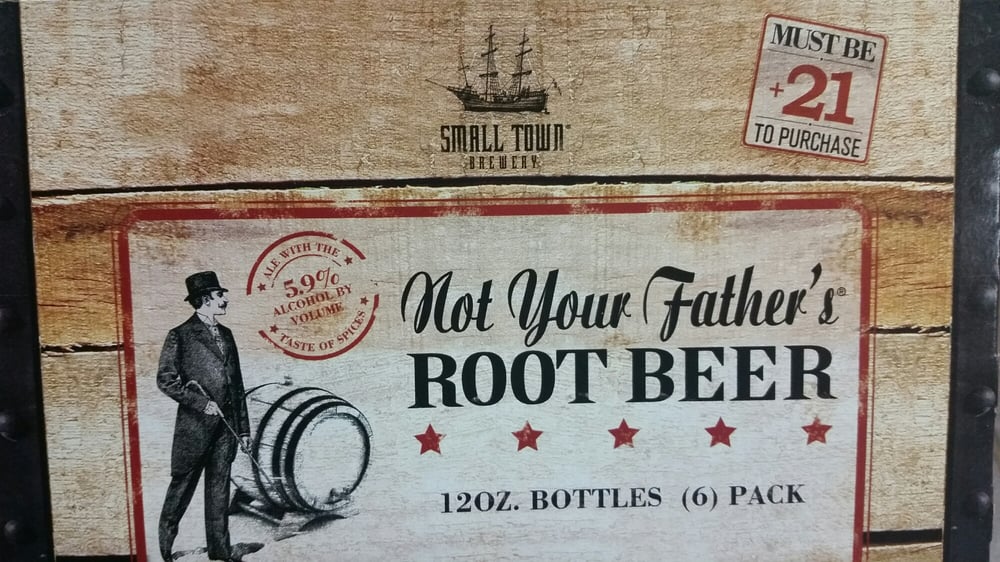 MUST BE
+21
TO PURCHASE
SMALL TOWN®
BREWERY
ALE WITH THE
5.9%
ALCOHOL BY
VOLUME
TASTE OF SPICES
Not Your Father's®
ROOT BEER
12OZ. BOTTLES (6) PACK